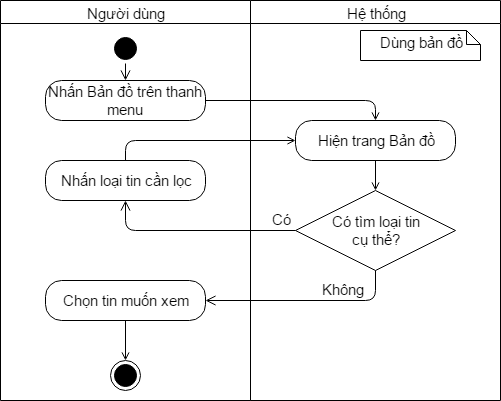 Người dùng
Hệ thống
Dùng bản đồ
Nhấn Bản đồ trên thanh
menu
Hiện trang Bản đồ
Nhấn loại tin cần lọc
Có
Có tìm loại tin
cụ thể?
Không
Chọn tin muốn xem